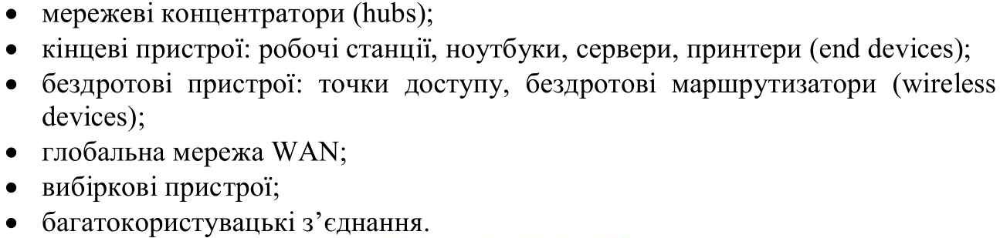 • мережеві концентратори (hubs);
• кінцеві пристрої: робочі станції, ноутбуки, сервери, принтери (end devices);
• бездротові пристрої: точки доступу, бездротові маршрутизатори (wireless
devices);
• глобальна мережа WAN;
• вибіркові пристрої;
• багатокористувацькі з’єднання.